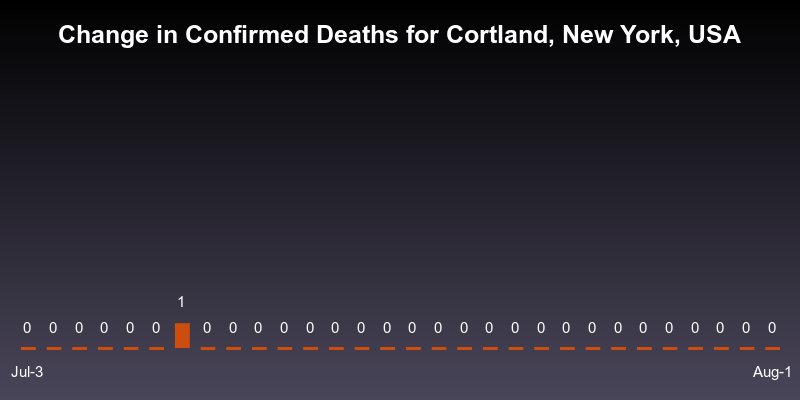 Change in Confirmed Deaths for Cortland, New York, USA
1
0 0 0 0 0 0 0 0 0 0 0 0 0 0 0 0 0 0 0 0 0 0 0 0 0 0 0 0 0
Jul-3 Aug-1